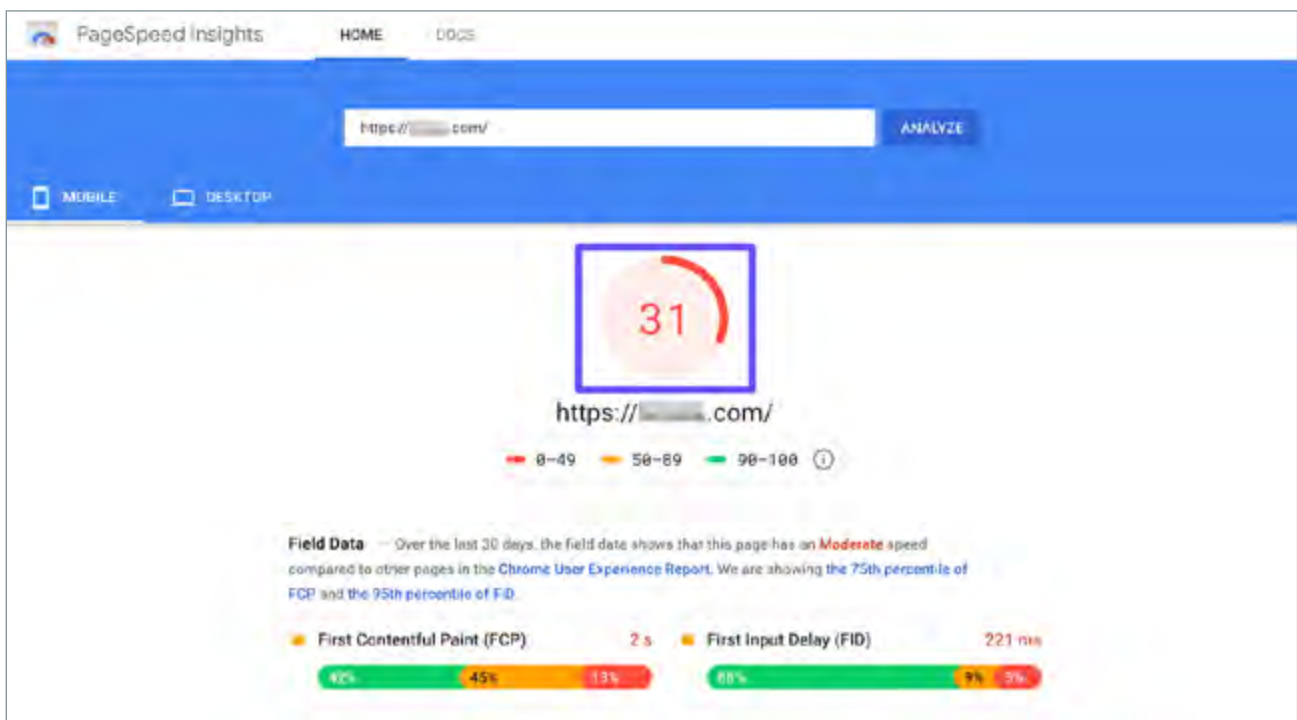 PageSpeed Insights HOME DOCS
https:// .com/ ANALYZE
MOBILE DESKTOP
31
https:// .com/
0–49 50–89 90–100
Field Data — Over the last 30 days, the field data shows that this page has an Moderate speed
compared to other pages in the Chrome User Experience Report. We are showing the 75th percentile of
FCP and the 95th percentile of FID.
First Contentful Paint (FCP) 2 s First Input Delay (FID) 221 ms
42% 45% 13% 9%